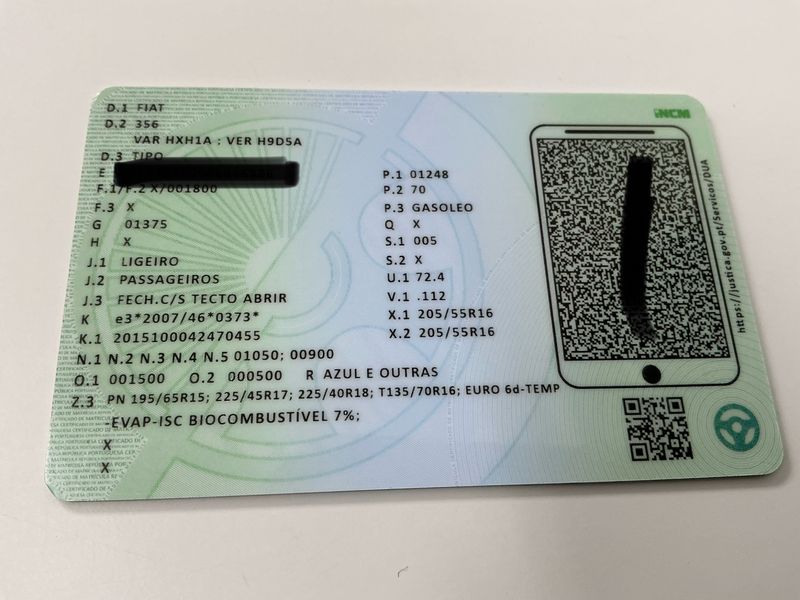 D.1 FIAT
D.2 356
VAR HXH1A : VER H9D5A
D.3 TIPO
E
F.1/F.2 X/001800
F.3 X
G 01375
H X
J.1 LIGEIRO
J.2 PASSAGEIROS
J.3 FECH.C/S TECTO ABRIR
K e3*2007/46*0373*
K.1 2015100042470455
N.1 N.2 N.3 N.4 N.5 01050; 00900
O.1 001500 O.2 000500 R AZUL E OUTRAS
Z.3 PN 195/65R15; 225/45R17; 225/40R18; T135/70R16; EURO 6d-TEMP
-EVAP-ISC BIOCOMBUSTÍVEL 7%;
X
X
P.1 01248
P.2 70
P.3 GASOLEO
Q X
S.1 005
S.2 X
U.1 72.4
V.1 .112
X.1 205/55R16
X.2 205/55R16
INCM
https://justica.gov.pt/Servicos/DUA